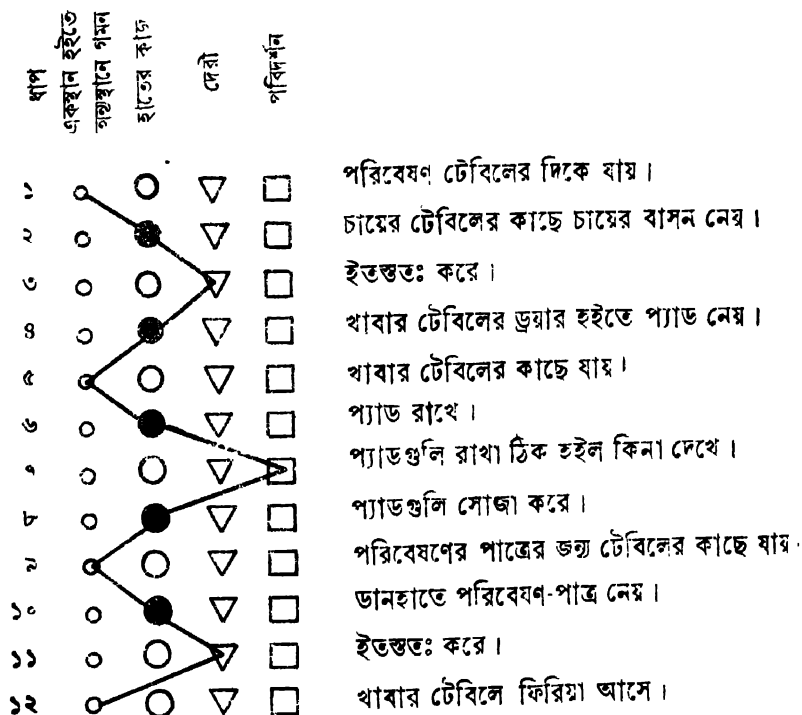 ধাপ
একস্থান হইতে
অন্যস্থানে গমন
হাতের কাজ
দেরী
পরিদর্শন
১ পরিবেষণ টেবিলের দিকে যায়।
২ চায়ের টেবিলের কাছে চায়ের বাসন নেয়।
৩ ইতস্ততঃ করে।
৪ খাবার টেবিলের ড্রয়ার হইতে প্যাড নেয়।
৫ খাবার টেবিলের কাছে যায়।
৬ প্যাড রাখে।
৭ প্যাডগুলি রাখা ঠিক হইল কিনা দেখে।
৮ প্যাডগুলি সোজা করে।
৯ পরিবেষণের পাত্রের জন্য টেবিলের কাছে যায়.
১০ ডানহাতে পরিবেষণ-পাত্র নেয়।
১১ ইতস্ততঃ করে।
১২ খাবার টেবিলে ফিরিয়া আসে।